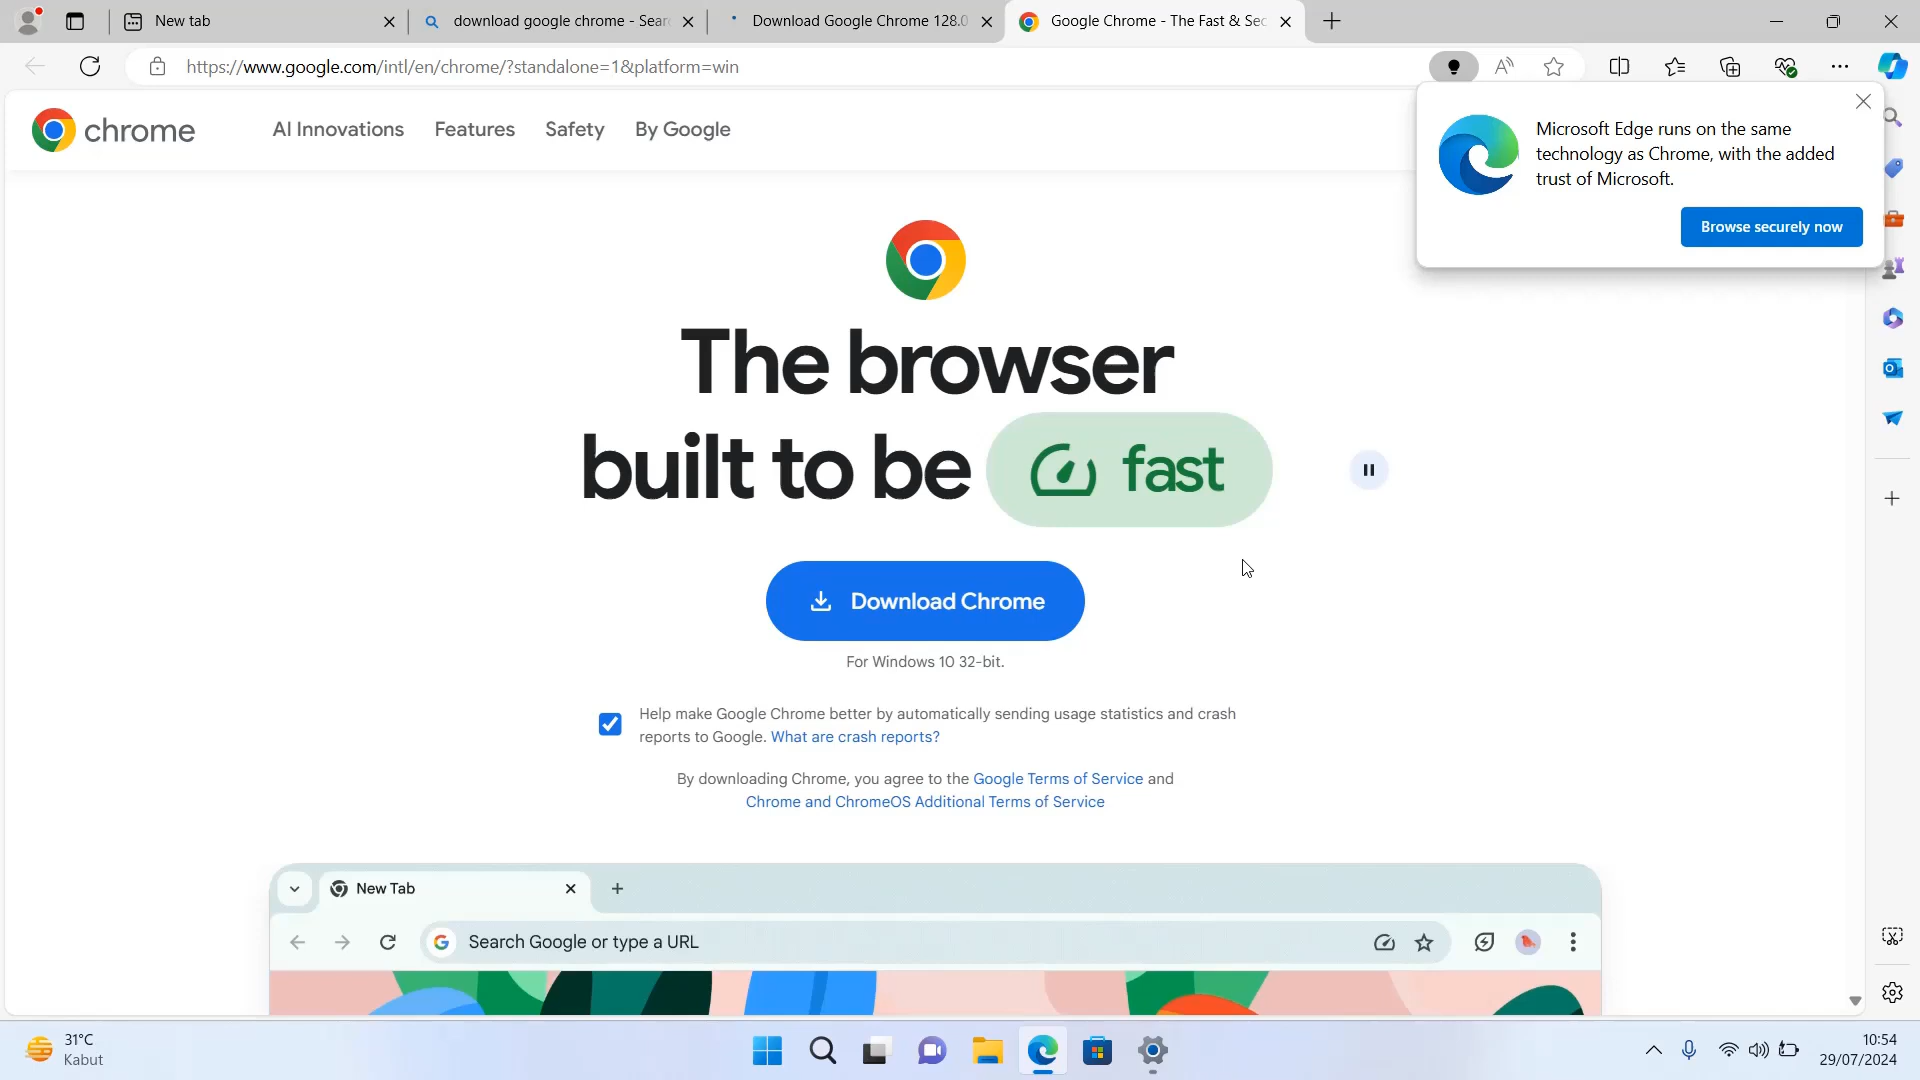 New tab
download google chrome - Sear
Download Google Chrome 128.0
Google Chrome - The Fast & Sec
https://www.google.com/intl/en/chrome/?standalone=1&platform=win
chrome
AI Innovations
Features
Safety
By Google
Microsoft Edge runs on the same
technology as Chrome, with the added
trust of Microsoft.
Browse securely now
The browser
built to be fast
Download Chrome
For Windows 10 32-bit.
Help make Google Chrome better by automatically sending usage statistics and crash
reports to Google. What are crash reports?
By downloading Chrome, you agree to the Google Terms of Service and
Chrome and ChromeOS Additional Terms of Service
New Tab
Search Google or type a URL
31°C
Kabut
10:54
29/07/2024